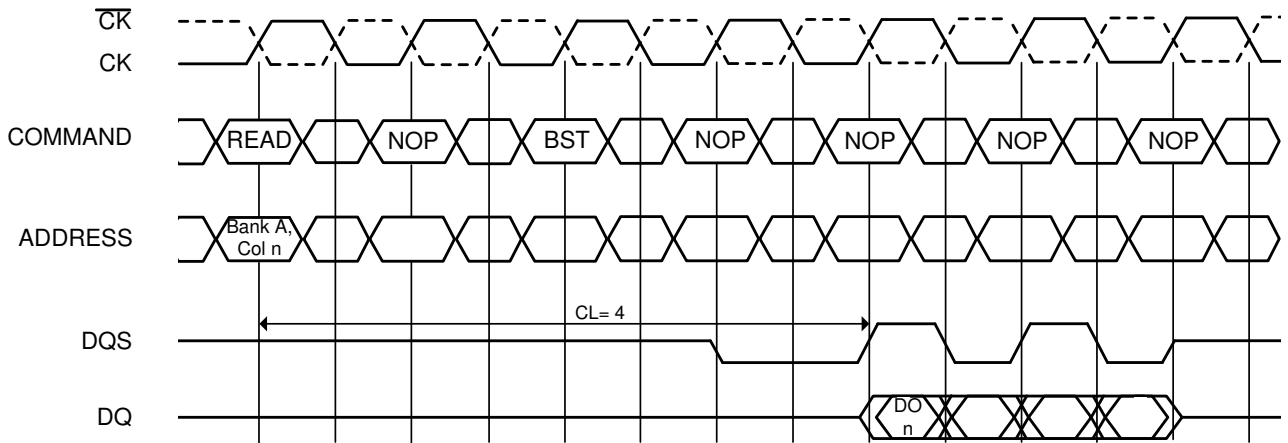 CK
CK
COMMAND
READ
NOP
BST
NOP
NOP
NOP
NOP
ADDRESS
Bank A,
Col n
CL= 4
DQS
DQ
DO
n